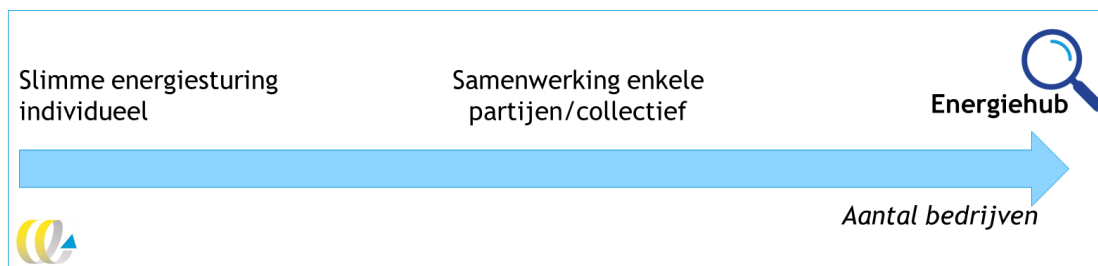 Slimme energiesturing
individueel
Samenwerking enkele
partijen/collectief
Energiehub
Aantal bedrijven